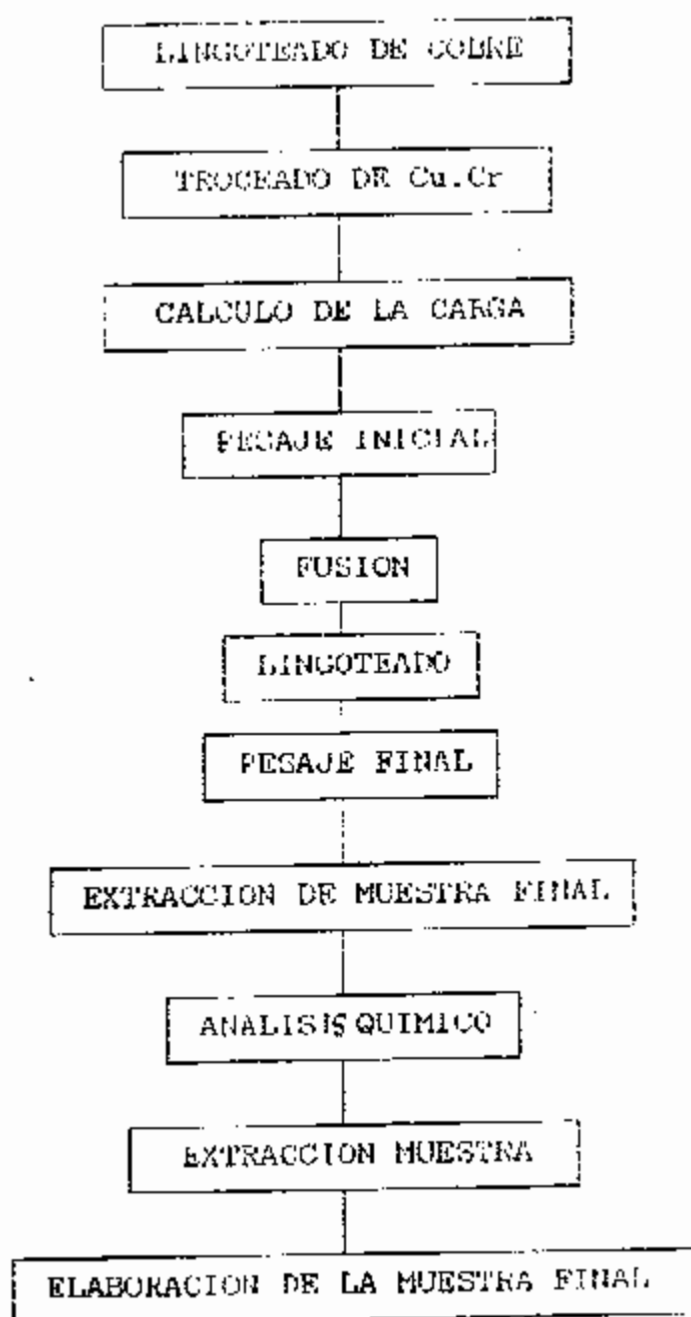 LINGOTEADO DE COBRE
TROCEADO DE Cu.Cr
CALCULO DE LA CARGA
PESAJE INICIAL
FUSION
LINGOTEADO
PESAJE FINAL
EXTRACCION DE MUESTRA FINAL
ANALISIS QUIMICO
EXTRACCION MUESTRA
ELABORACION DE LA MUESTRA FINAL